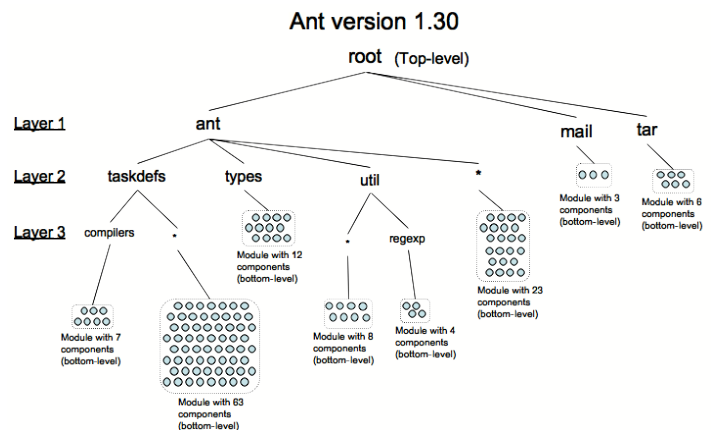 Ant version 1.30
root (Top-level)
Layer 1
ant
mail
tar
Layer 2
taskdefs
types
util
*
Module with 3
components
(bottom-level)
Module with 6
components
(bottom-level)
Layer 3
compilers
*
Module with 12
components
(bottom-level)
*
regexp
Module with 23
components
(bottom-level)
Module with 7
components
(bottom-level)
Module with 63
components
(bottom-level)
Module with 8
components
(bottom-level)
Module with 4
components
(bottom-level)